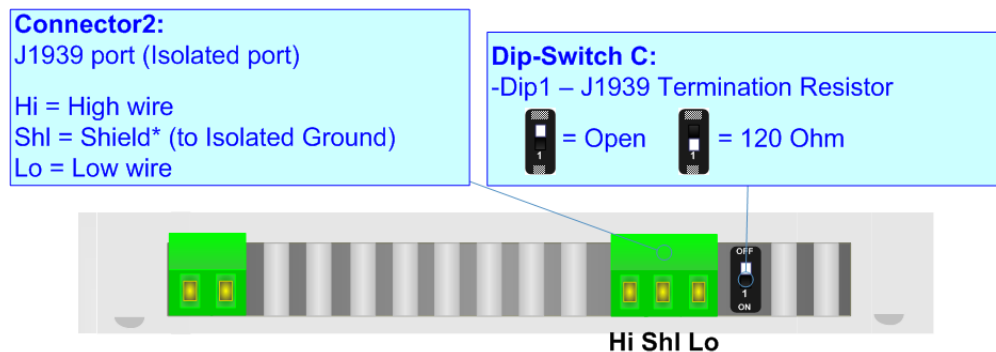 Connector2:
J1939 port (Isolated port)
Hi = High wire
Shl = Shield* (to Isolated Ground)
Lo = Low wire
Dip-Switch C:
-Dip1 – J1939 Termination Resistor
1 = Open 1 = 120 Ohm
OFF
1
ON
Hi Shl Lo